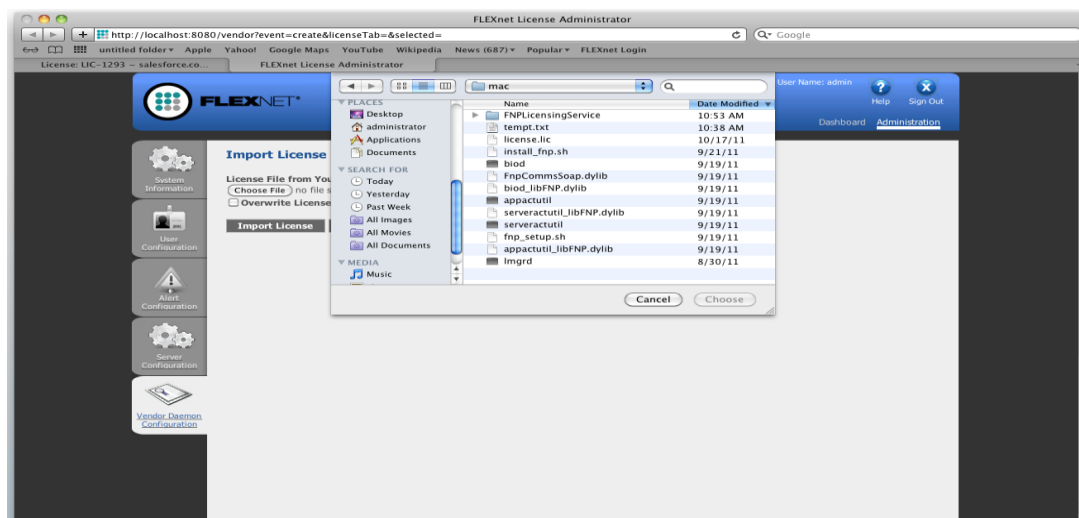 FLEXnet License Administrator
http://localhost:8080/vendor?event=create&licenseTab=&selected=
Google
untitled folder Apple Yahoo! Google Maps YouTube Wikipedia News (687) Popular FLEXnet Login
License: LIC-1293 – salesforce.co...
FLEXnet License Administrator
FLEXNET
User Name: admin
Help
Sign Out
Dashboard
Administration
System
Information
User
Configuration
Alert
Configuration
Server
Configuration
Vendor Daemon
Configuration
Import License
License File from You
Choose File no file s
Overwrite License
Import License
mac
PLACES
Desktop
administrator
Applications
Documents
SEARCH FOR
Today
Yesterday
Past Week
All Images
All Movies
All Documents
MEDIA
Music
Name Date Modified
FNPLicensingService 10:53 AM
tempt.txt 10:38 AM
license.lic 10/17/11
install_fnp.sh 9/21/11
biod 9/19/11
FnpCommsSoap.dylib 9/19/11
biod_libFNP.dylib 9/19/11
appactutil 9/19/11
serveractutil_libFNP.dylib 9/19/11
serveractutil 9/19/11
fnp_setup.sh 9/19/11
appactutil_libFNP.dylib 9/19/11
lmgrd 8/30/11
Cancel
Choose